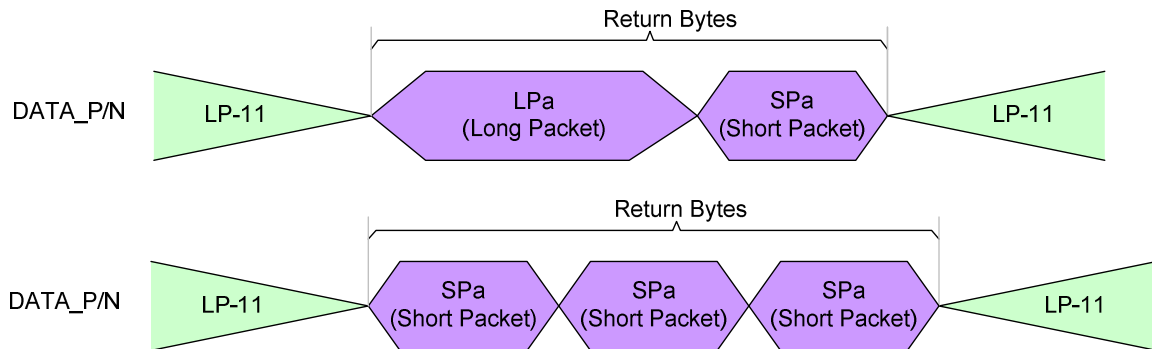 Return Bytes
DATA_P/N
LP-11
LPa
(Long Packet)
SPa
(Short Packet)
LP-11
Return Bytes
DATA_P/N
LP-11
SPa
(Short Packet)
SPa
(Short Packet)
SPa
(Short Packet)
LP-11